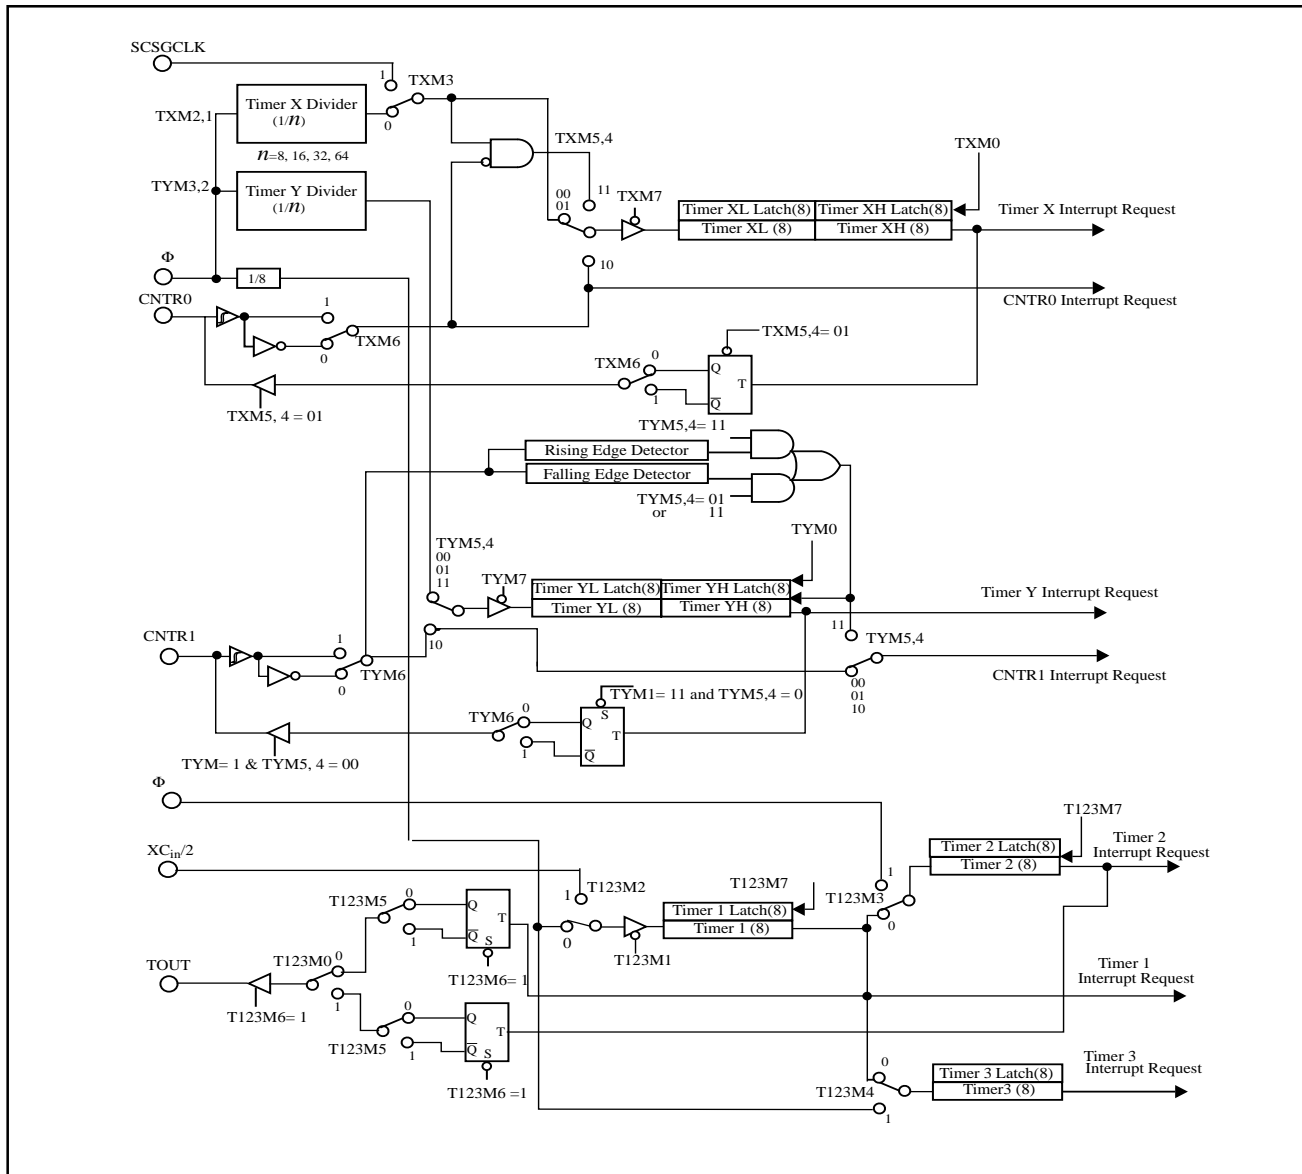 SCSGCLK
1
TXM3
TXM2,1
Timer X Divider
(1/n)
0
n=8, 16, 32, 64
TXM5,4
TXM0
TYM3,2
Timer Y Divider
(1/n)
00
01
11
TXM7
Timer XL Latch(8)
Timer XH Latch(8)
Timer X Interrupt Request
Timer XL (8)
Timer XH (8)
Φ
1/8
10
CNTR0
CNTR0 Interrupt Request
1
0
TXM6
TXM5,4= 01
TXM6
0
1
Q
T
Q
TXM5, 4 = 01
TYM5,4= 11
Rising Edge Detector
Falling Edge Detector
TYM5,4= 01
or 11
TYM0
TYM5,4
00
01
11
TYM7
Timer YL Latch(8)
Timer YH Latch(8)
Timer Y Interrupt Request
Timer YL (8)
Timer YH (8)
CNTR1
1
0
TYM6
10
11
TYM5,4
00
01
10
CNTR1 Interrupt Request
TYM1= 11 and TYM5,4 = 0
TYM6
0
1
Q
S
T
Q
TYM= 1 & TYM5, 4 = 00
Φ
T123M7
Timer 2 Latch(8)
Timer 2
Interrupt Request
Timer 2 (8)
XCin/2
1
T123M2
T123M7
T123M3
1
0
T123M5
0
1
Q
T
Q
S
0
Timer 1 Latch(8)
Timer 1 (8)
T123M1
TOUT
T123M0
0
1
T123M6= 1
T123M6= 1
Timer 1
Interrupt Request
T123M5
0
1
Q
T
Q
S
T123M6 =1
T123M4
0
1
Timer 3 Latch(8)
Timer3 (8)
Timer 3
Interrupt Request